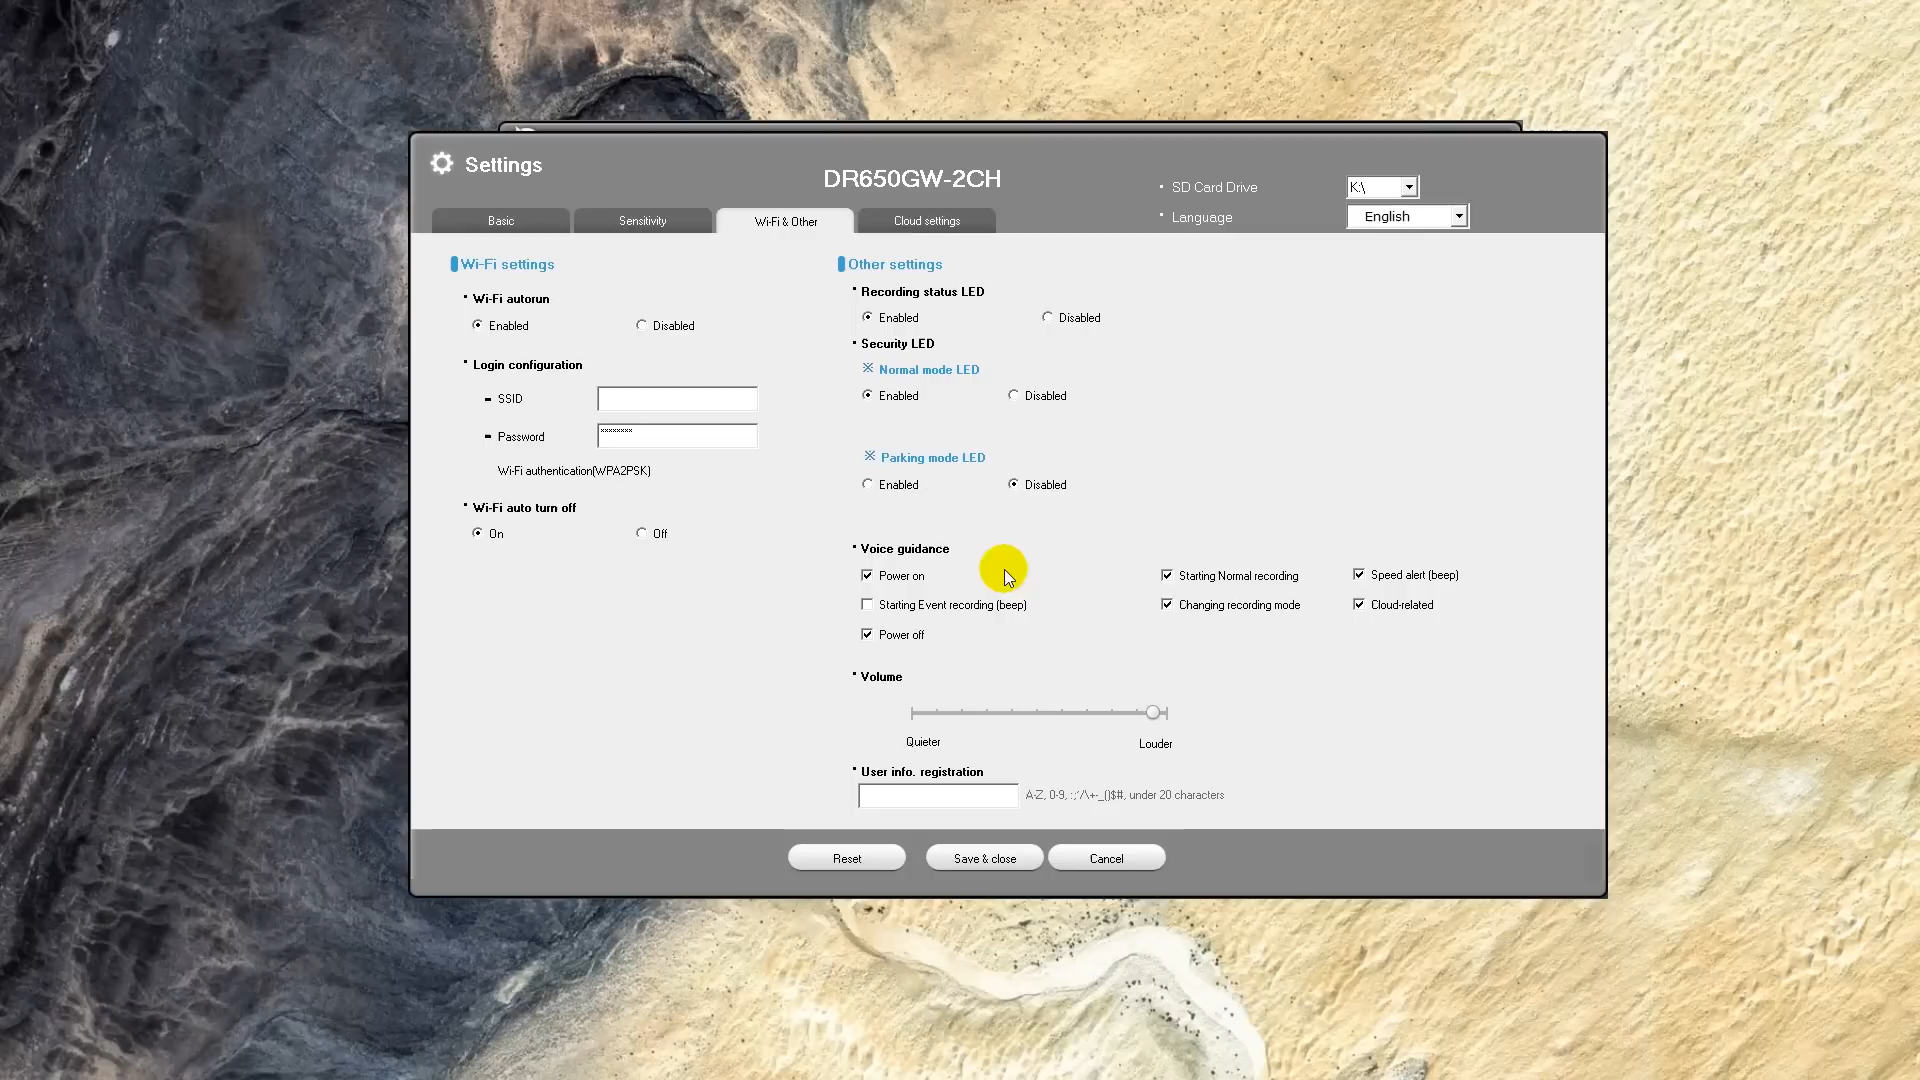 Settings
DR650GW-2CH
SD Card Drive
K:\
Language
English
Basic
Sensitivity
Wi-Fi & Other
Cloud settings
Wi-Fi settings
Wi-Fi autorun
Enabled
Disabled
Login configuration
SSID
Password
********
Wi-Fi authentication(WPA2PSK)
Wi-Fi auto turn off
On
Off
Other settings
Recording status LED
Enabled
Disabled
Security LED
※ Normal mode LED
Enabled
Disabled
※ Parking mode LED
Enabled
Disabled
Voice guidance
Power on
Starting Normal recording
Speed alert (beep)
Starting Event recording (beep)
Changing recording mode
Cloud-related
Power off
Volume
Quieter
Louder
User info. registration
A-Z, 0-9, :;'/\+-_()$#, under 20 characters
Reset
Save & close
Cancel